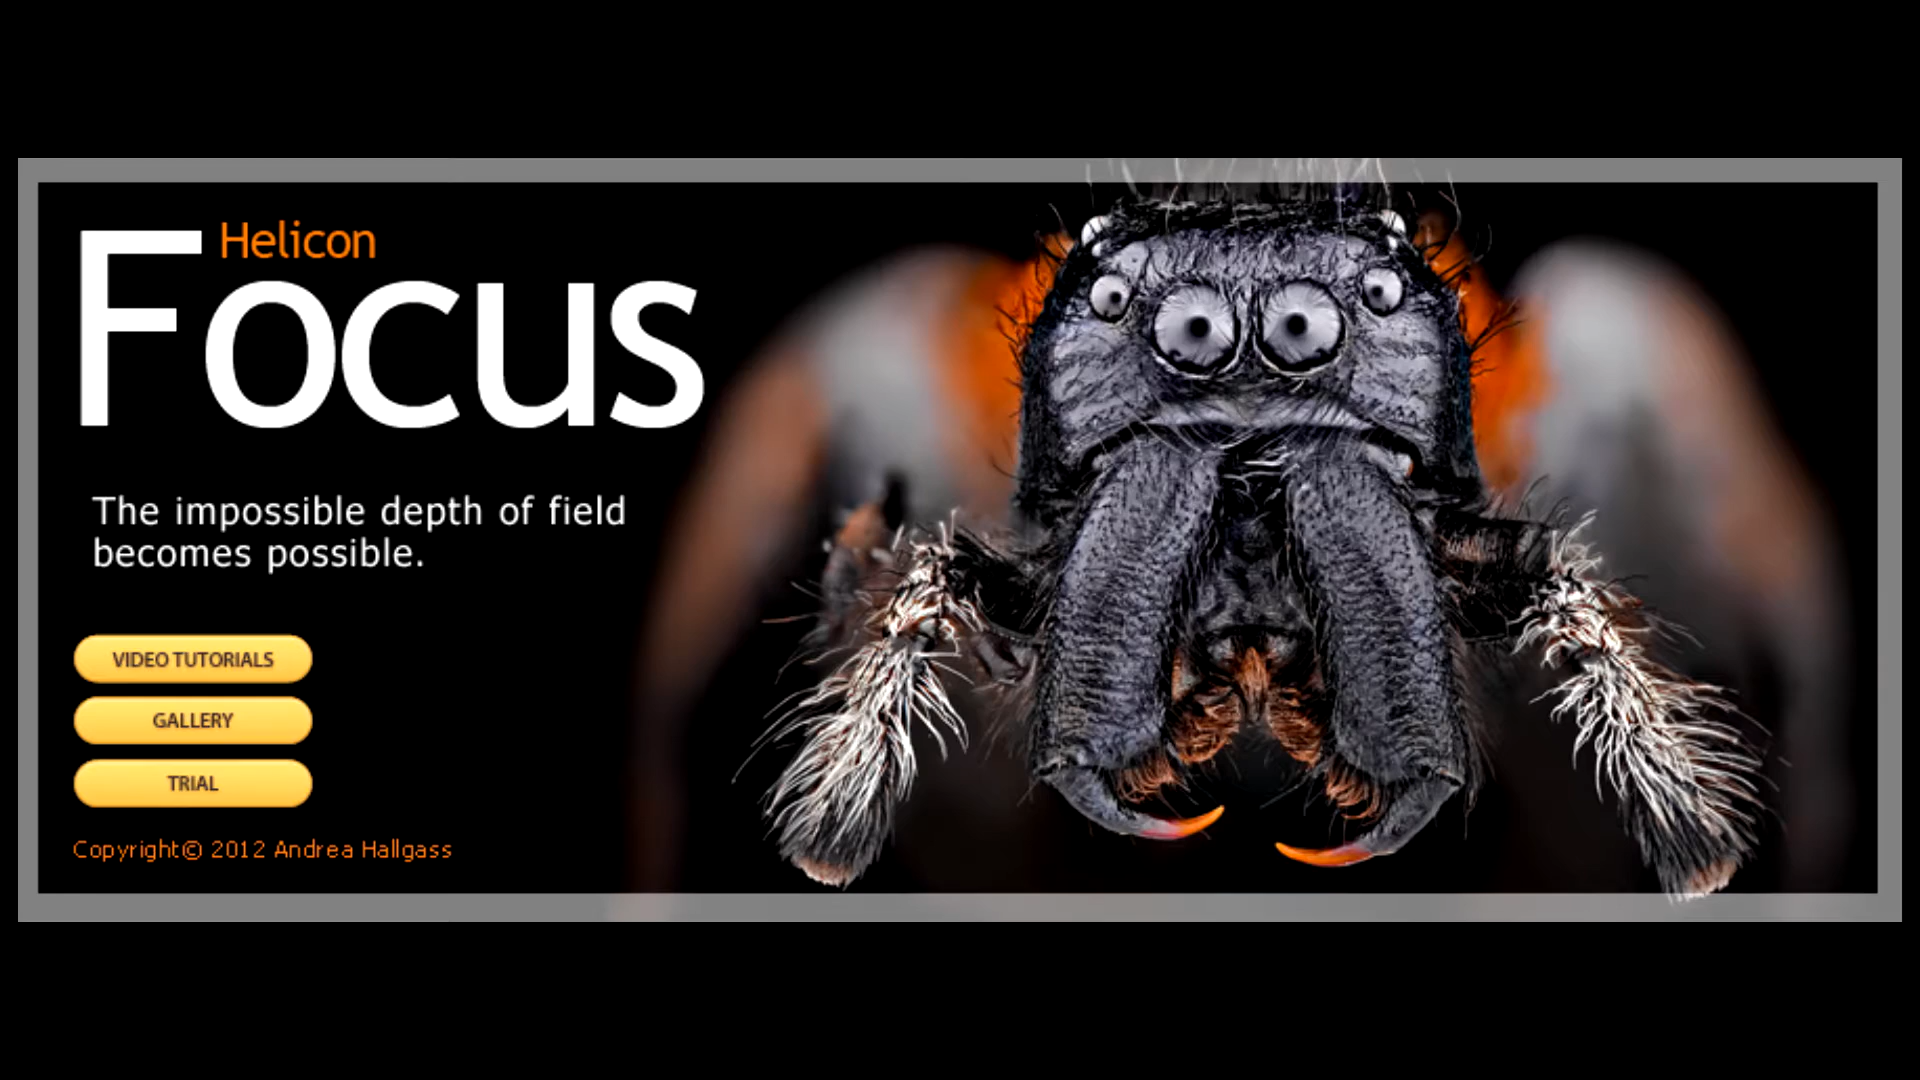 Helicon
Focus
The impossible depth of field
becomes possible.
VIDEO TUTORIALS
GALLERY
TRIAL
Copyright© 2012 Andrea Hallgass